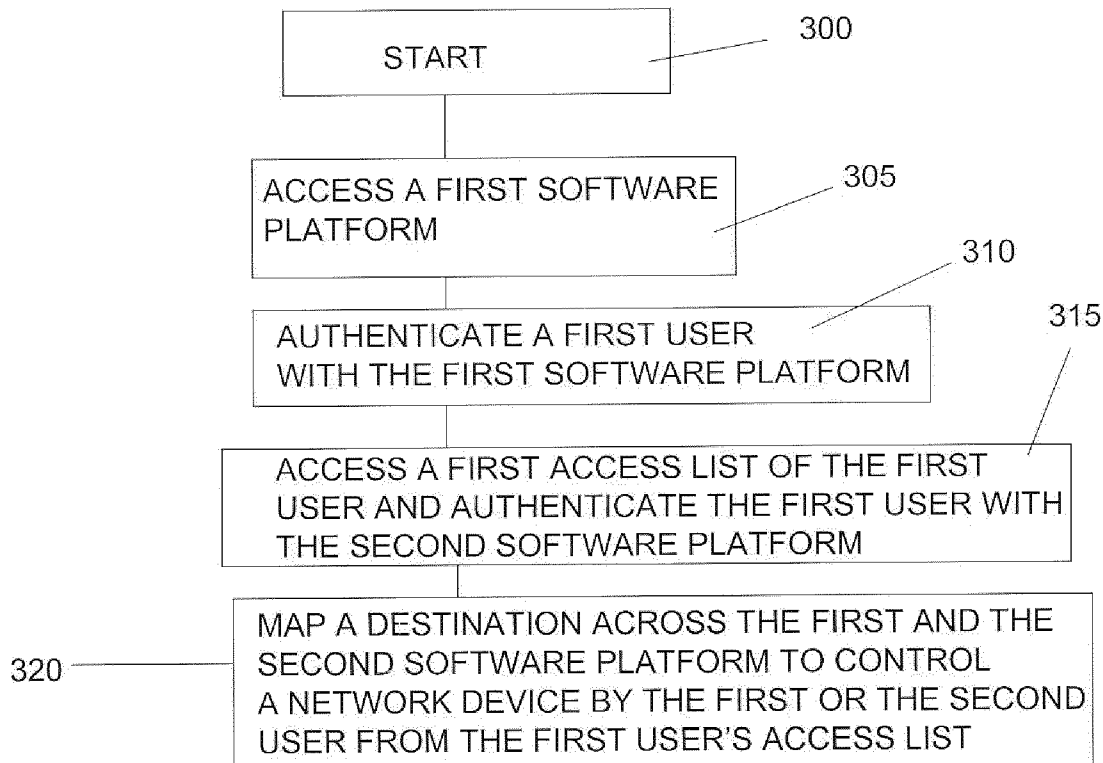 START
300
ACCESS A FIRST SOFTWARE
PLATFORM
305
310
AUTHENTICATE A FIRST USER
WITH THE FIRST SOFTWARE PLATFORM
315
ACCESS A FIRST ACCESS LIST OF THE FIRST
USER AND AUTHENTICATE THE FIRST USER WITH
THE SECOND SOFTWARE PLATFORM
320
MAP A DESTINATION ACROSS THE FIRST AND THE
SECOND SOFTWARE PLATFORM TO CONTROL
A NETWORK DEVICE BY THE FIRST OR THE SECOND
USER FROM THE FIRST USER'S ACCESS LIST